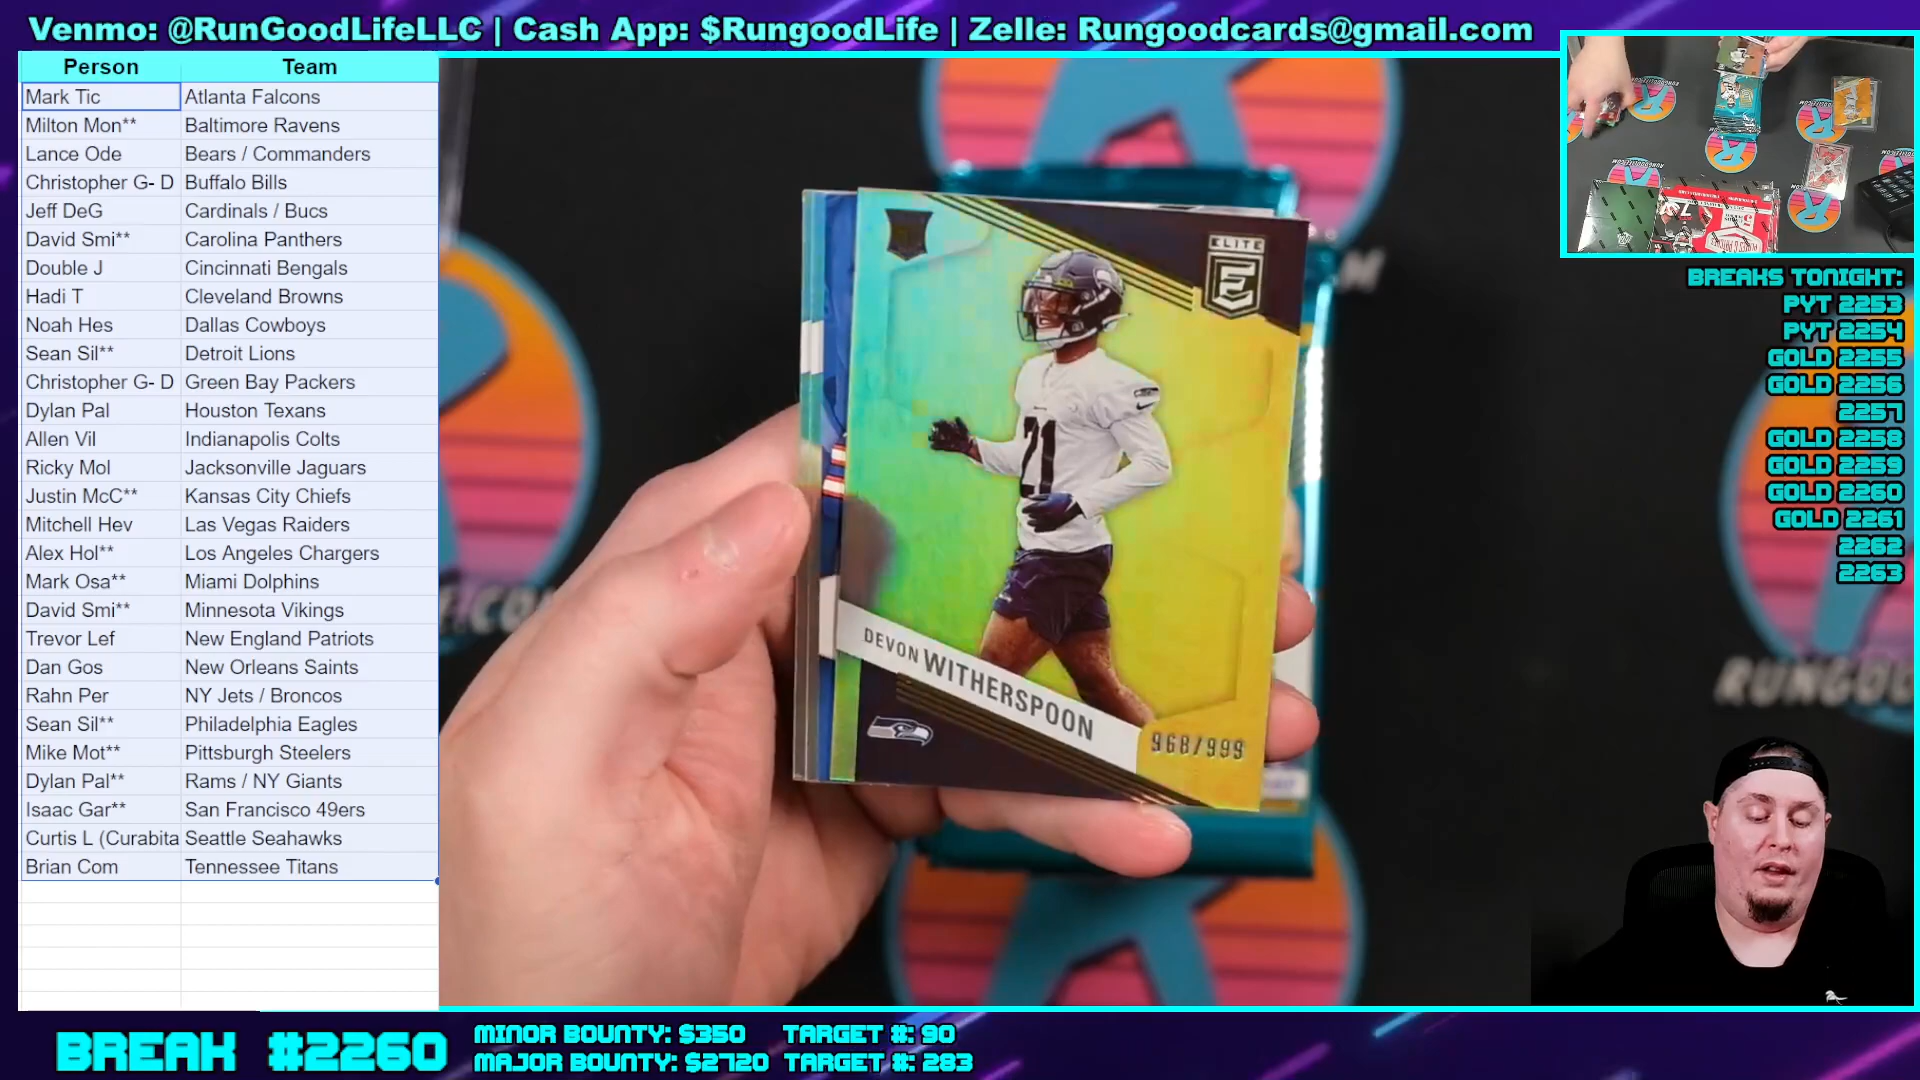 Venmo: @RunGoodLifeLLC | Cash App: $RungoodLife | Zelle: Rungoodcards@gmail.com
Person Team
Mark Tic Atlanta Falcons
Milton Mon** Baltimore Ravens
Lance Ode Bears / Commanders
Christopher G- D Buffalo Bills
Jeff DeG Cardinals / Bucs
David Smi** Carolina Panthers
Double J Cincinnati Bengals
Hadi T Cleveland Browns
Noah Hes Dallas Cowboys
Sean Sil** Detroit Lions
Christopher G- D Green Bay Packers
Dylan Pal Houston Texans
Allen Vil Indianapolis Colts
Ricky Mol Jacksonville Jaguars
Justin McC** Kansas City Chiefs
Mitchell Hev Las Vegas Raiders
Alex Hol** Los Angeles Chargers
Mark Osa** Miami Dolphins
David Smi** Minnesota Vikings
Trevor Lef New England Patriots
Dan Gos New Orleans Saints
Rahn Per NY Jets / Broncos
Sean Sil** Philadelphia Eagles
Mike Mot** Pittsburgh Steelers
Dylan Pal** Rams / NY Giants
Isaac Gar** San Francisco 49ers
Curtis L (Curabita Seattle Seahawks
Brian Com Tennessee Titans
ELITE
E
21
DEVON WITHERSPOON
968/999
RUNGOO
BREAKS TONIGHT:
PYT 2253
PYT 2254
GOLD 2255
GOLD 2256
2257
GOLD 2258
GOLD 2259
GOLD 2260
GOLD 2261
2262
2263
BREAK #2260
MINOR BOUNTY: $350 TARGET #: 90
MAJOR BOUNTY: $2720 TARGET #: 283